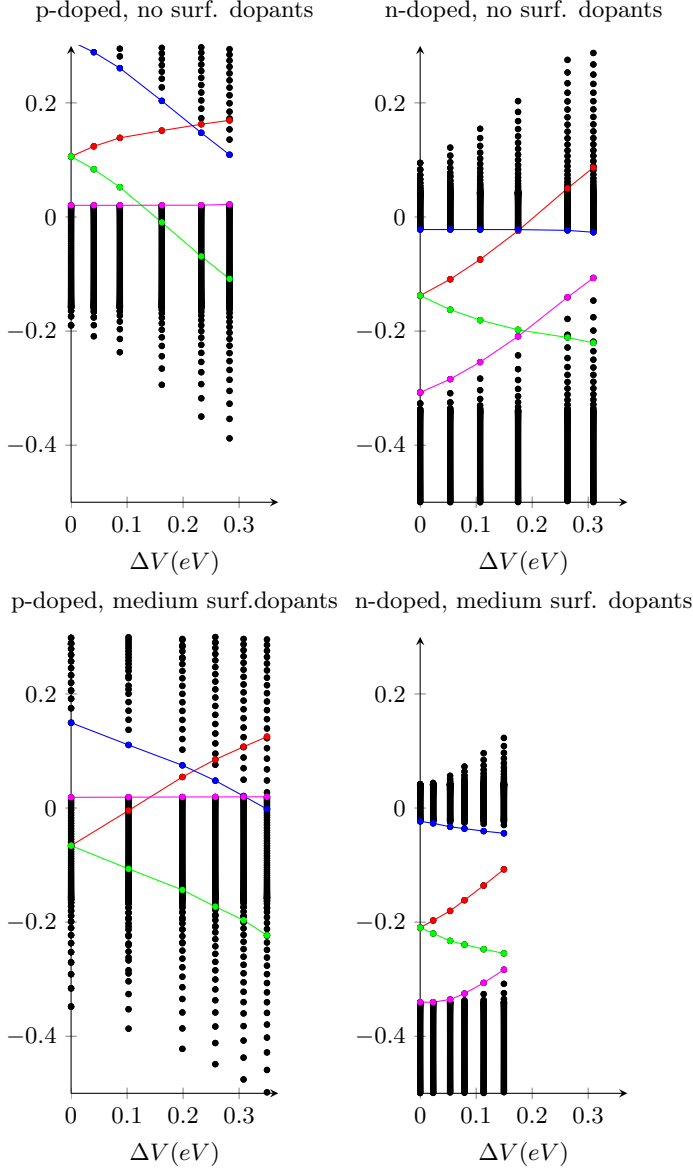 p-doped, no surf. dopants
n-doped, no surf. dopants
0.2
0
−0.2
−0.4
0 0.1 0.2 0.3
ΔV(eV)
0.2
0
−0.2
−0.4
0 0.1 0.2 0.3
ΔV(eV)
p-doped, medium surf.dopants
n-doped, medium surf. dopants
0.2
0
−0.2
−0.4
0 0.1 0.2 0.3
ΔV(eV)
0.2
0
−0.2
−0.4
0 0.1 0.2 0.3
ΔV(eV)